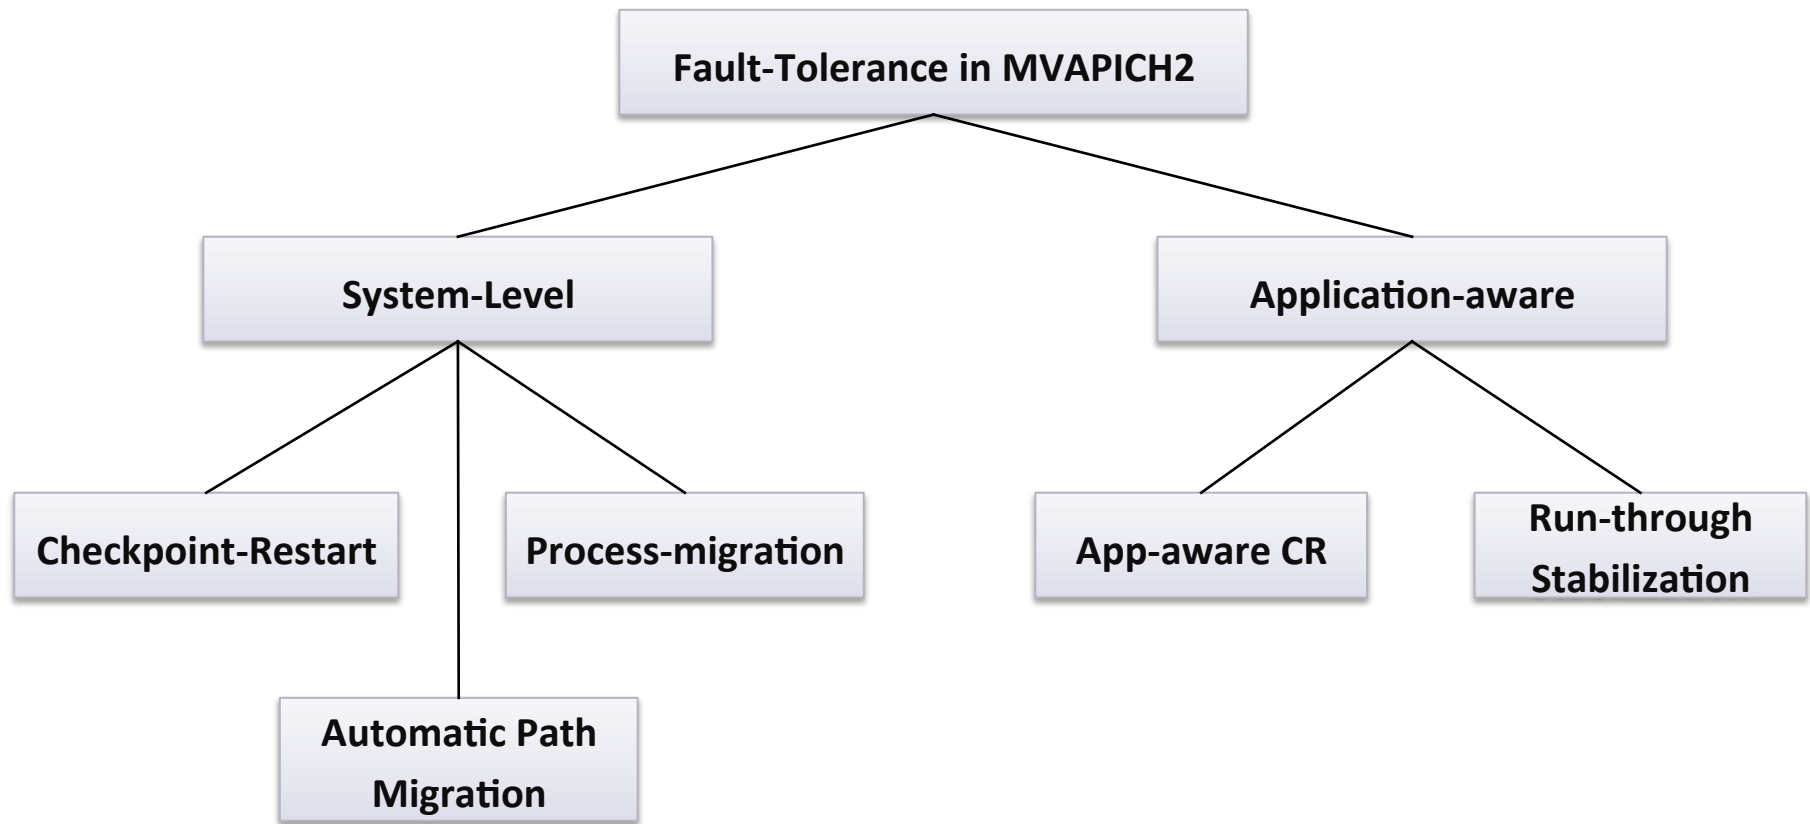 Fault-Tolerance in MVAPICH2
System-Level
Application-aware
Checkpoint-Restart
Process-migration
App-aware CR
Run-through
Stabilization
Automatic Path
Migration